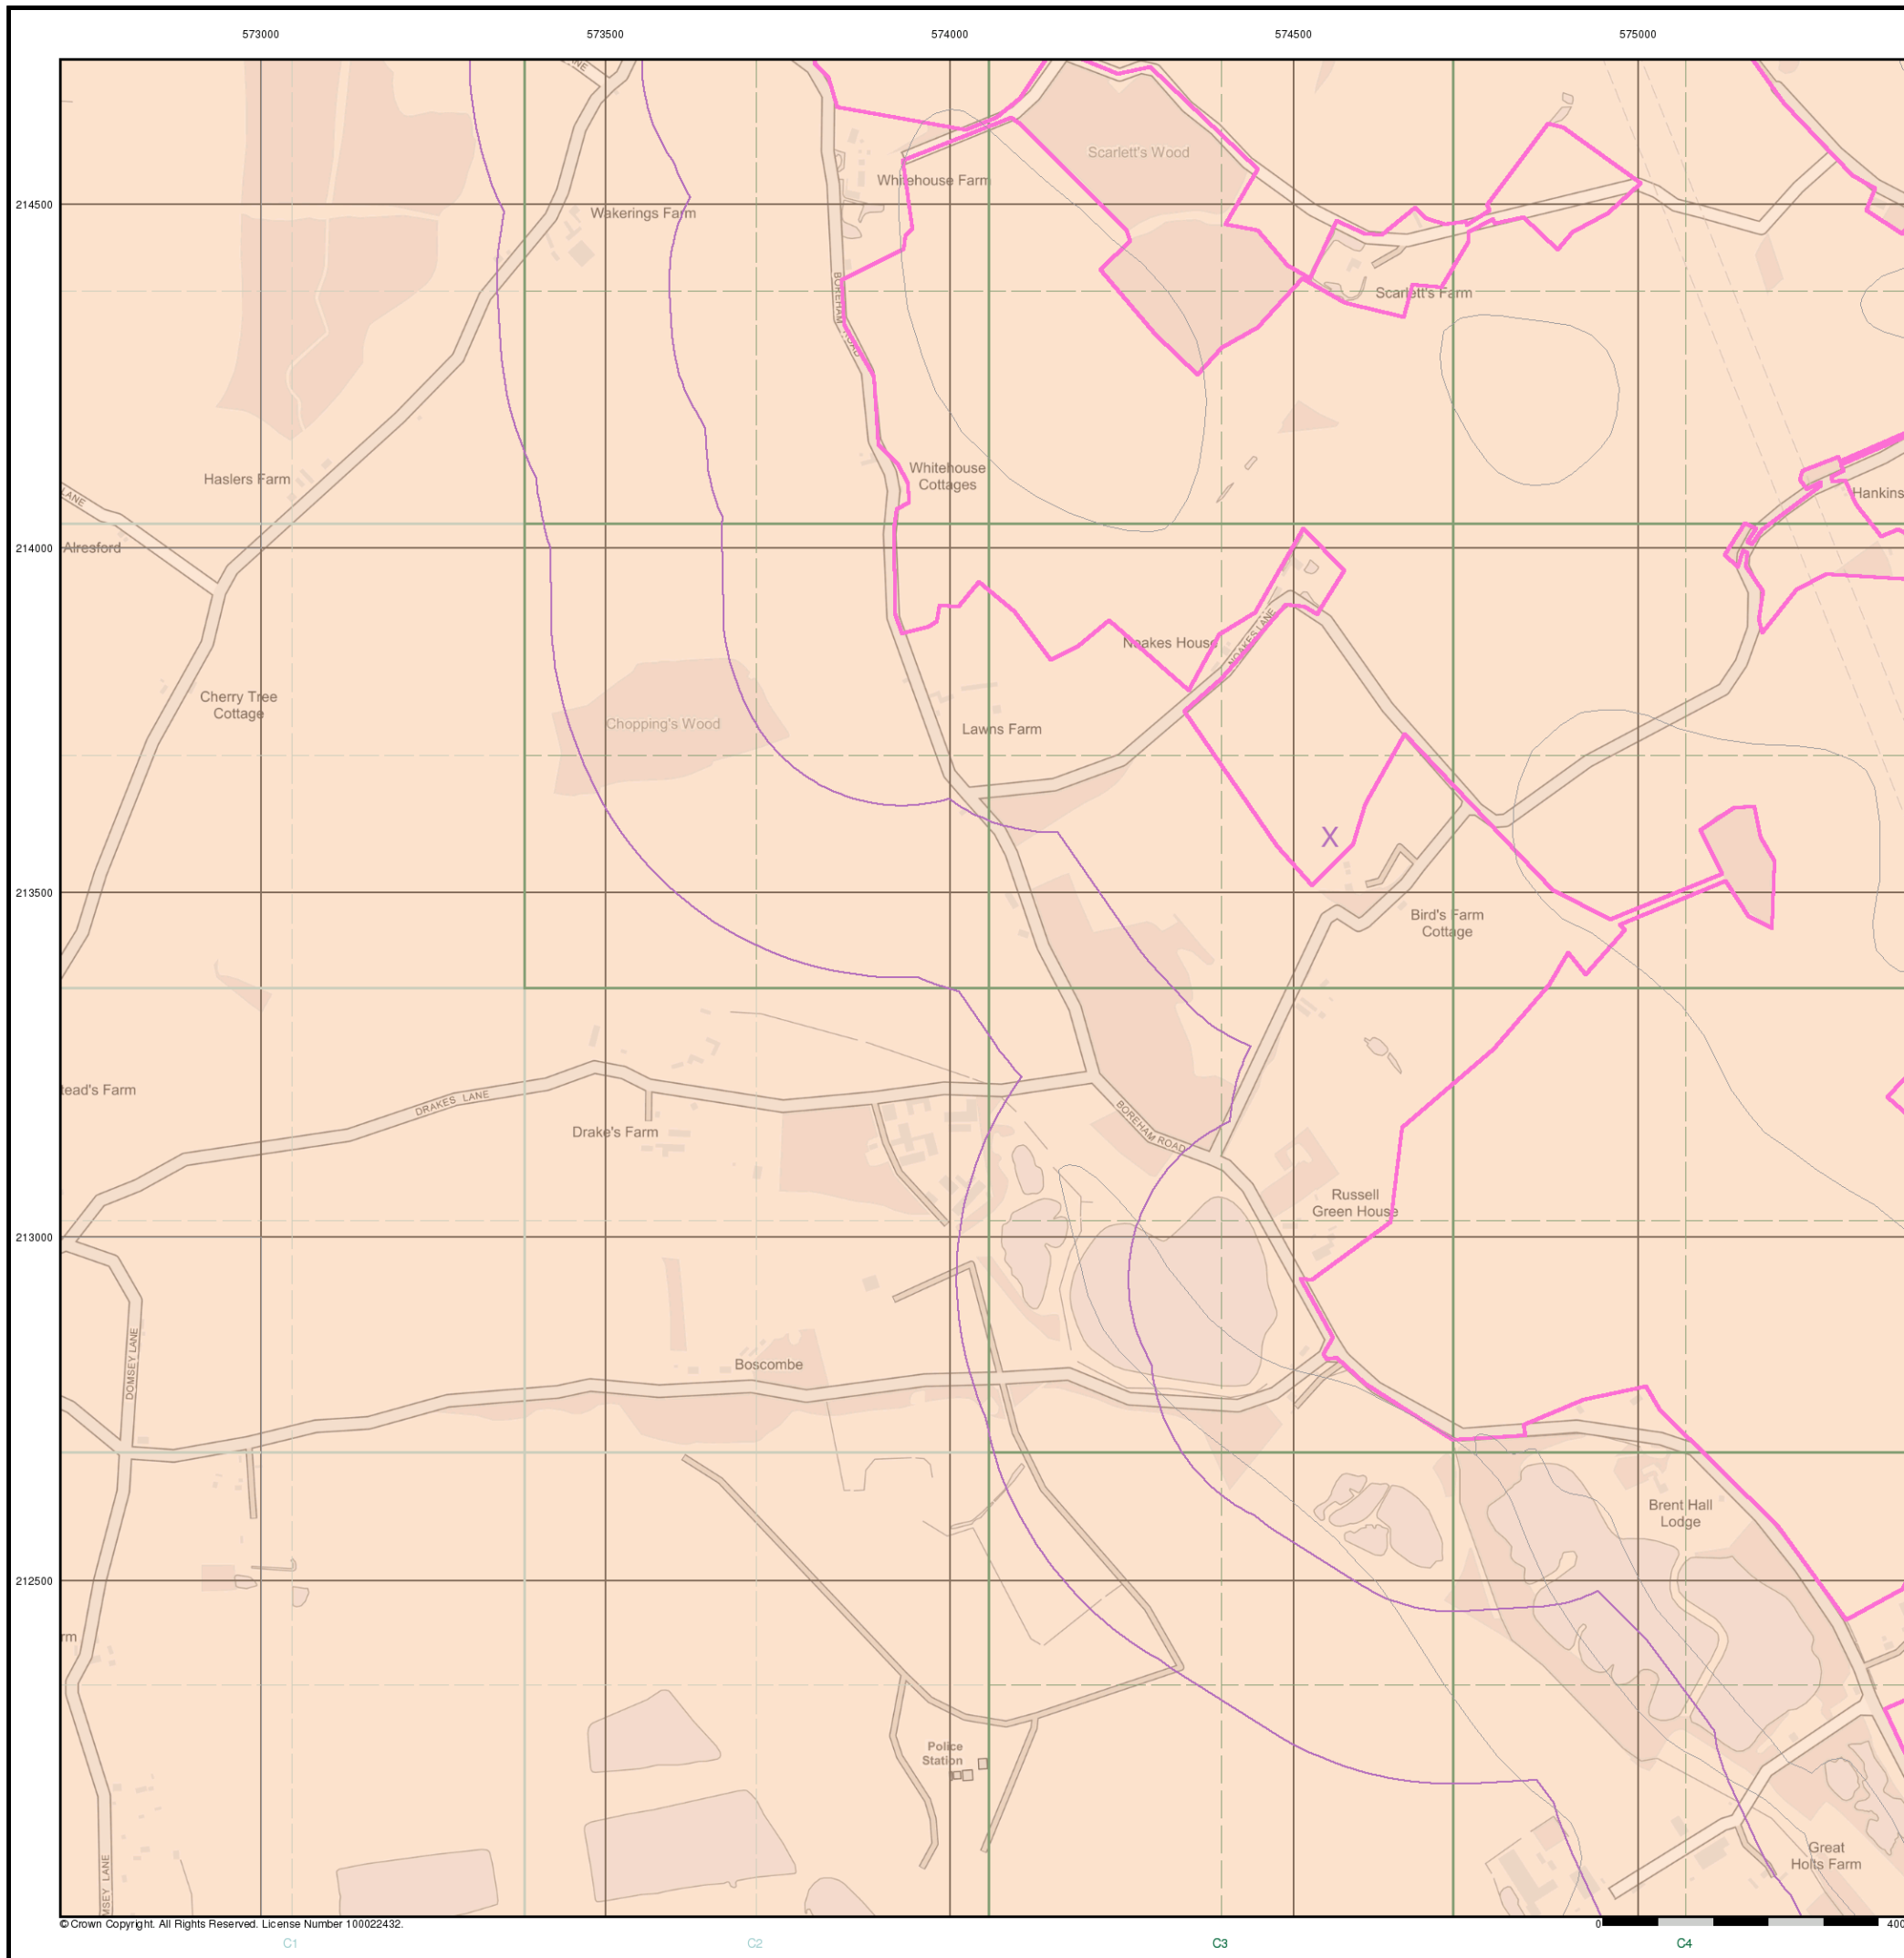 573000 573500 574000 574500 575000
LANE
Scarlett's Wood
Whitehouse Farm
214500
Wakerings Farm
BOREHAM ROAD
Scarlett's Farm
Whitehouse
Cottages
Haslers Farm
Hankins
LANE
214000
Alresford
Noakes House
NOAKES LANE
Cherry Tree
Cottage
Chopping's Wood
Lawns Farm
X
213500
Bird's Farm
Cottage
tead's Farm
DRAKES LANE
Drake's Farm
BOREHAM ROAD
Russell
Green House
213000
DOMSEY LANE
Boscombe
Brent Hall
Lodge
212500
rm
Police
Station
Great
Holts Farm
MSEY LANE
© Crown Copyright. All Rights Reserved. License Number 100022432.
0 400
C1 C2 C3 C4